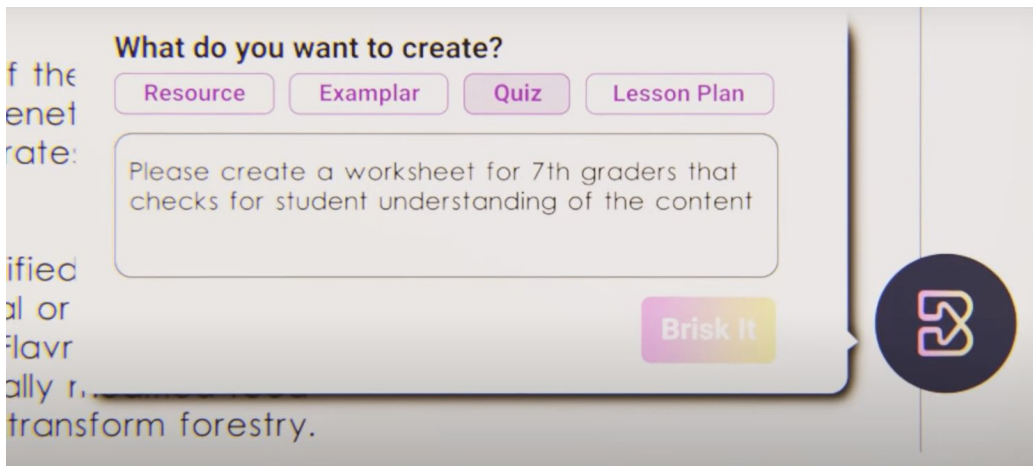 What do you want to create?
Resource
Examplar
Quiz
Lesson Plan
Please create a worksheet for 7th graders that
checks for student understanding of the content
Brisk It
f the
enet
rate
ified
al or
Flavr
ally
transform forestry.